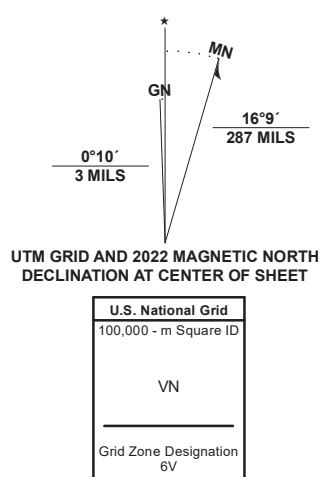 MN
GN
16°9´
287 MILS
0°10´
3 MILS
UTM GRID AND 2022 MAGNETIC NORTH
DECLINATION AT CENTER OF SHEET
U.S. National Grid
100,000 - m Square ID
VN
Grid Zone Designation
6V